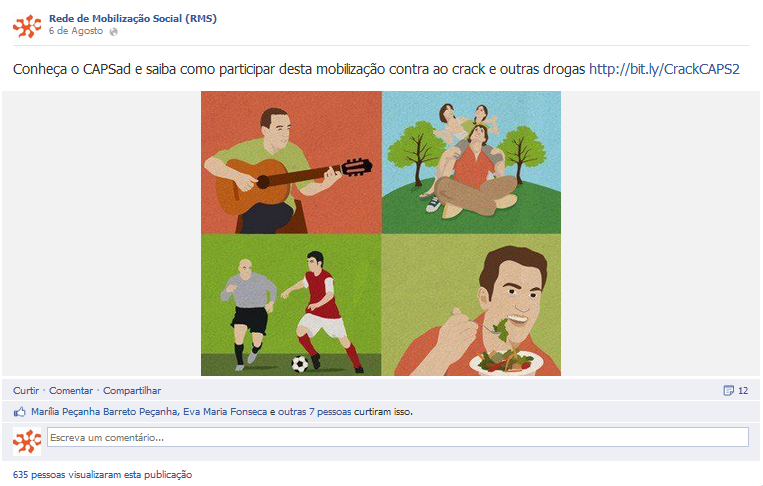 Rede de Mobilização Social (RMS)
6 de Agosto
Conheça o CAPSad e saiba como participar desta mobilização contra ao crack e outras drogas http://bit.ly/CrackCAPS2
Curtir · Comentar · Compartilhar 12
Marília Peçanha Barreto Peçanha, Eva Maria Fonseca e outras 7 pessoas curtiram isso.
Escreva um comentário...
635 pessoas visualizaram esta publicação